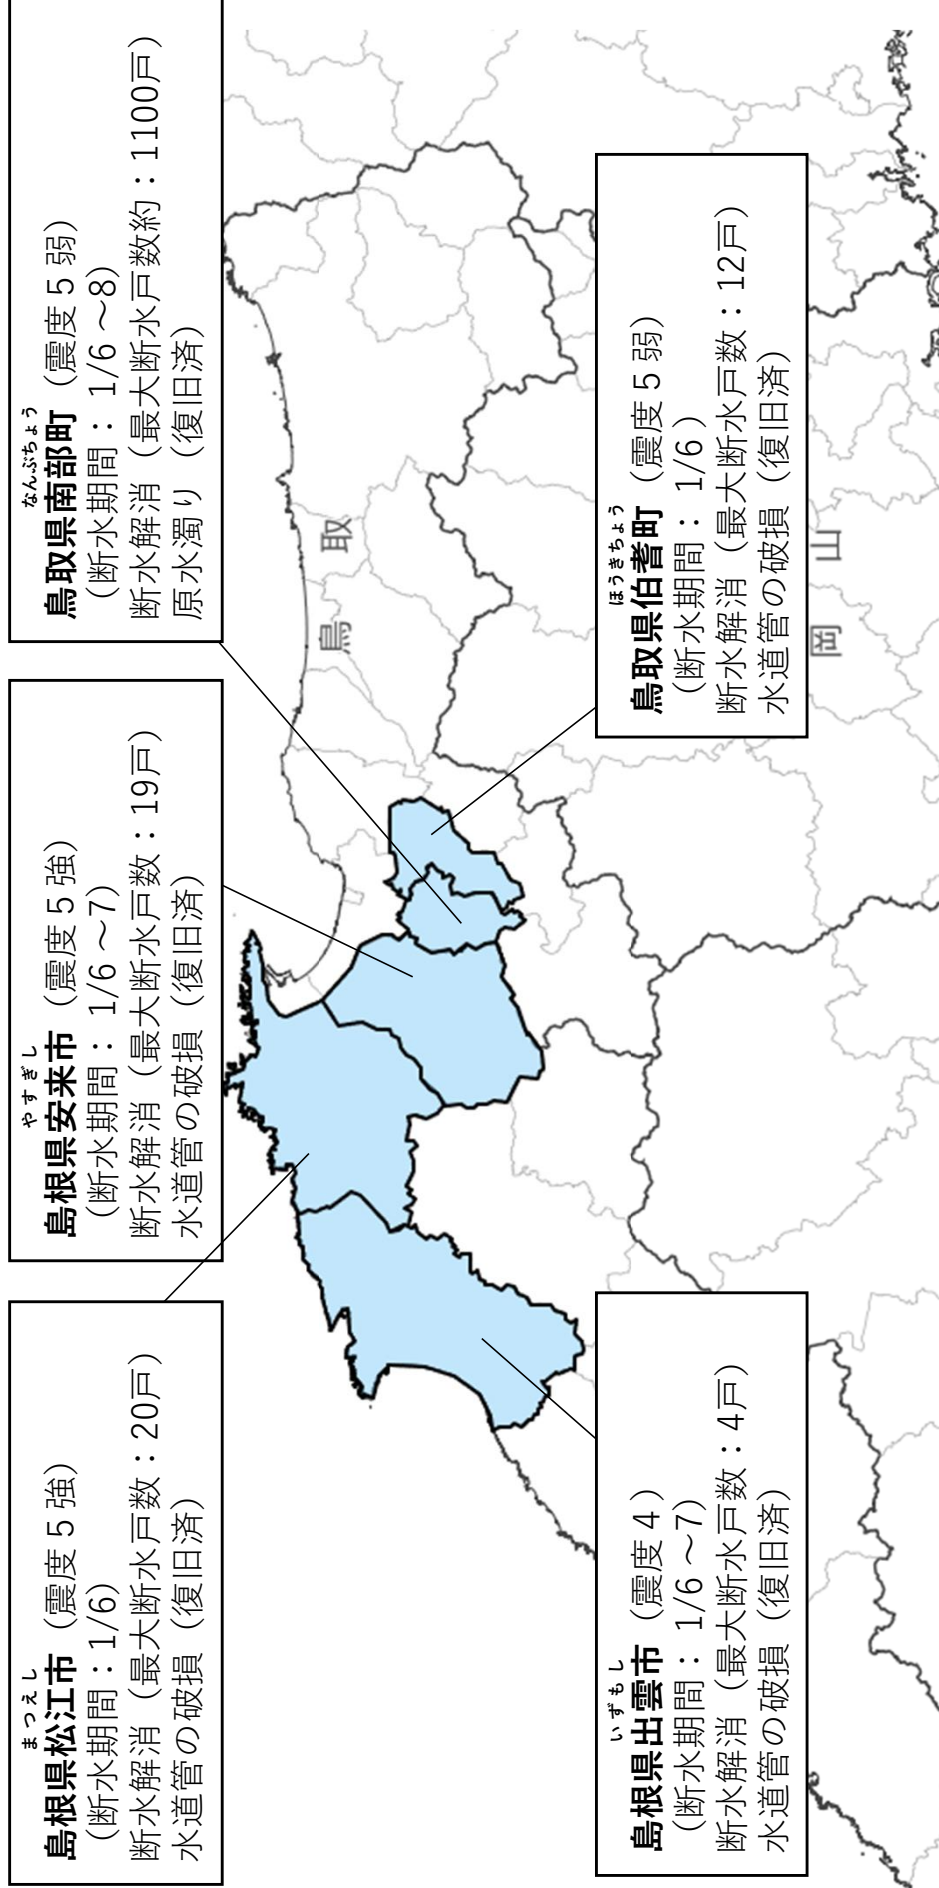 まつえし
島根県松江市（震度５強）
（断水期間：1/6）
断水解消（最大断水戸数：20戸）
水道管の破損（復旧済）
やすぎし
島根県安来市（震度５強）
（断水期間： 1/6 ～7）
断水解消（最大断水戸数：19戸）
水道管の破損（復旧済）
なんぶちょう
鳥取県南部町（震度５弱）
（断水期間： 1/6 ～8）
断水解消（最大断水戸数約：1100戸）
原水濁り （復旧済）
鳥 取
いずもし
島根県出雲市（震度４）
（断水期間： 1/6 ～7）
断水解消（最大断水戸数：4戸）
水道管の破損（復旧済）
ほうきちょう
鳥取県伯耆町（震度５弱）
（断水期間： 1/6 ）
断水解消（最大断水戸数：12戸）
水道管の破損（復旧済）
岡 山